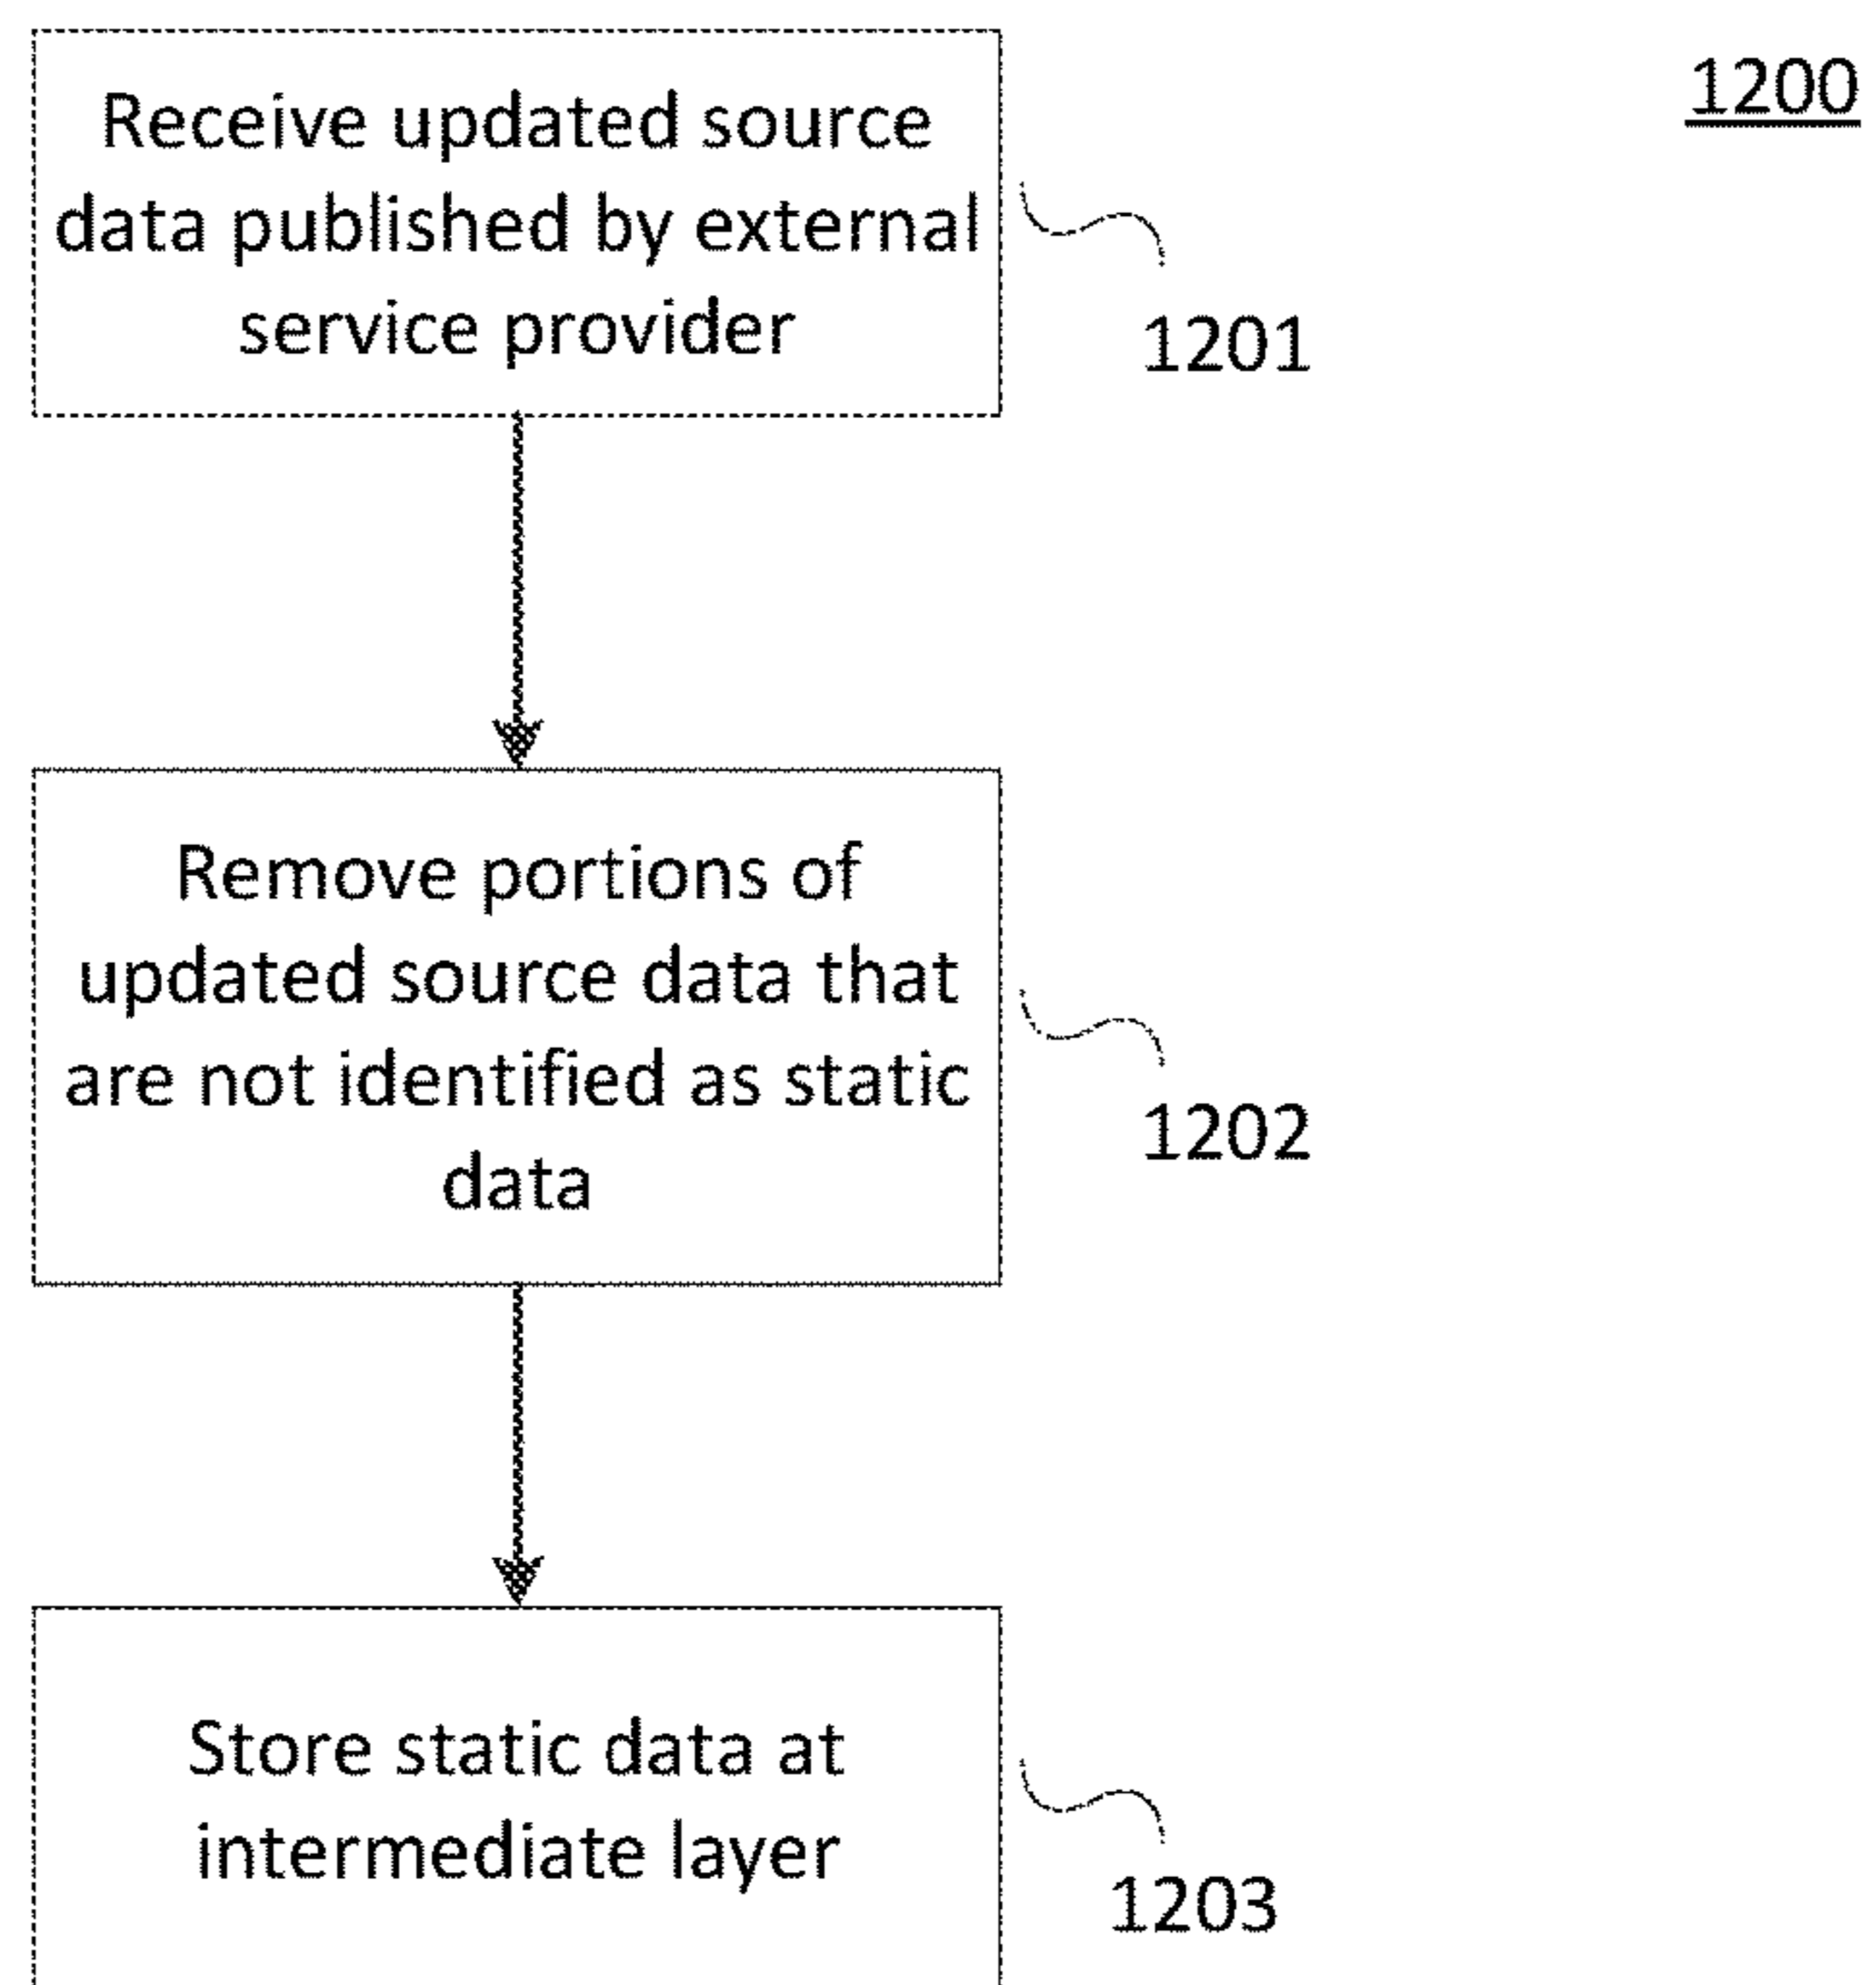 1200
Receive updated source
data published by external
service provider
1201
Remove portions of
updated source data that
are not identified as static
data
1202
Store static data at
intermediate layer
1203